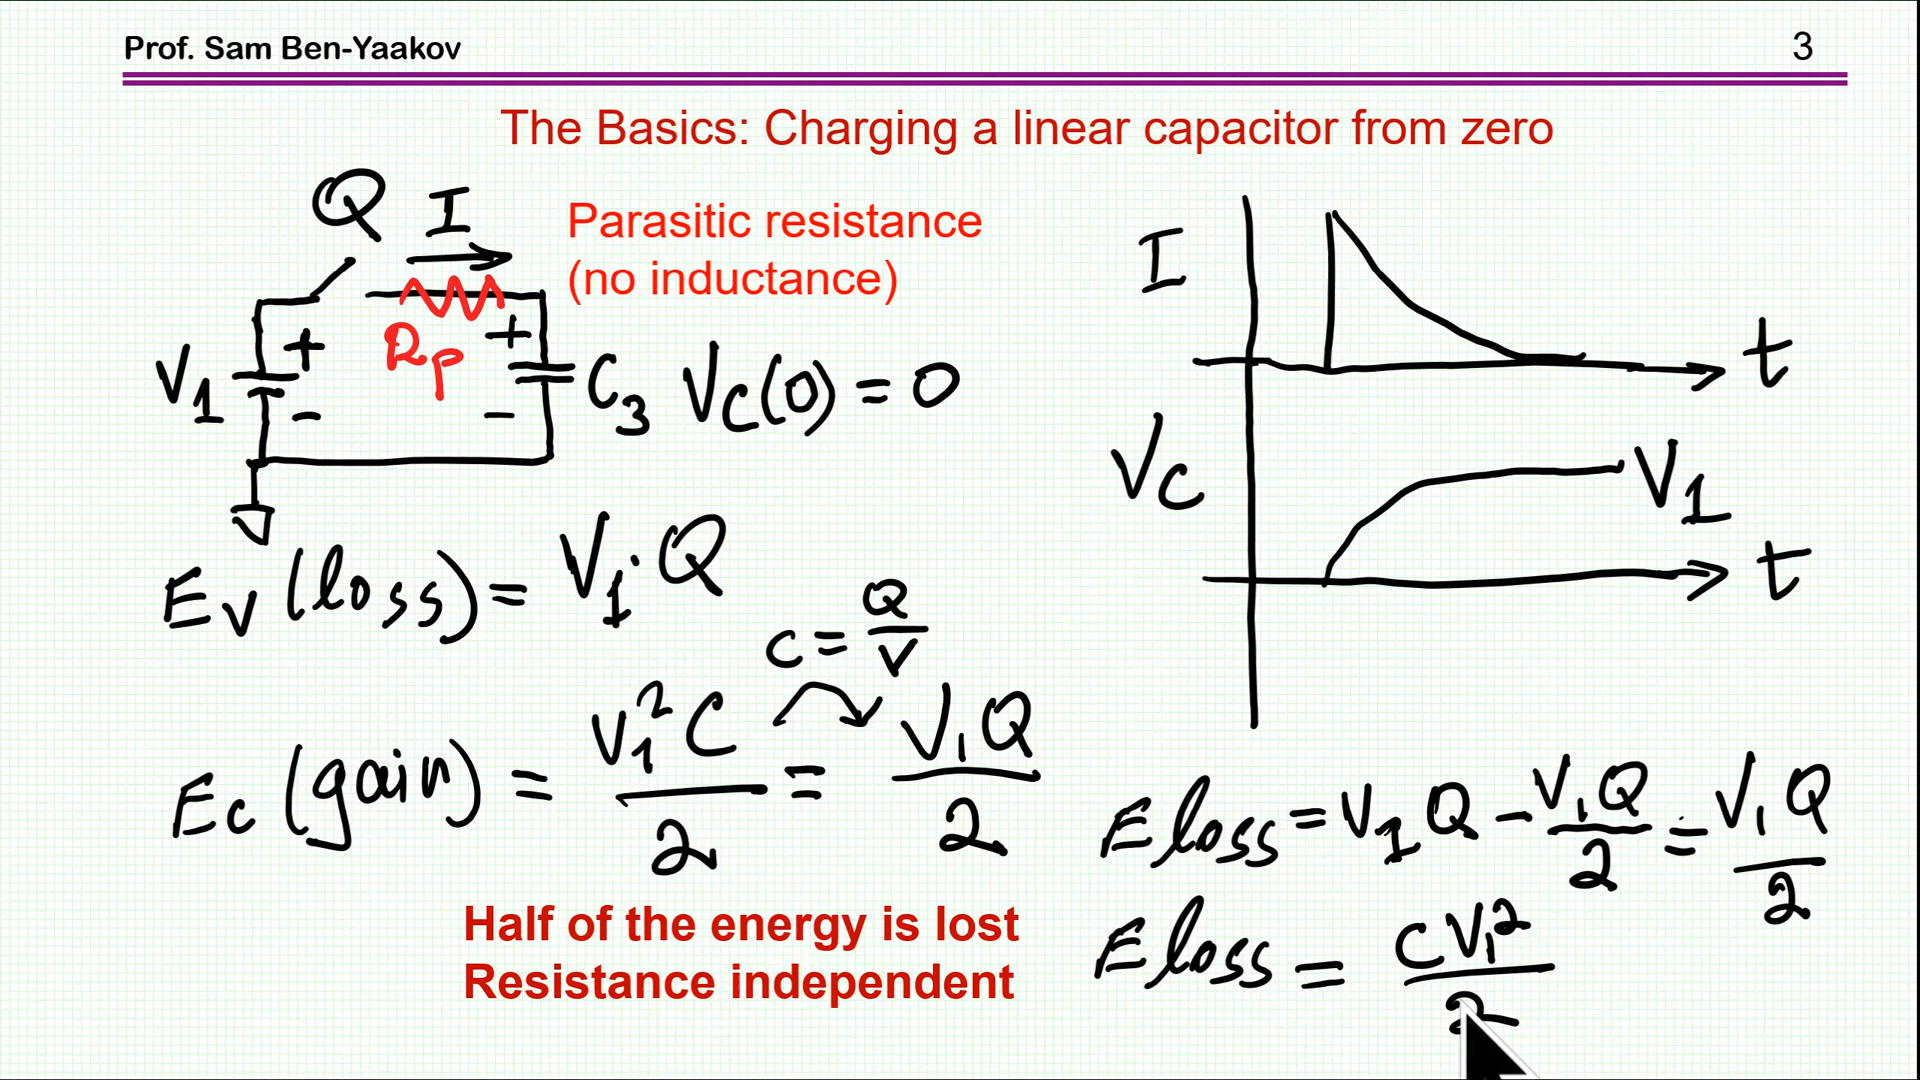 Prof. Sam Ben-Yaakov
3
The Basics: Charging a linear capacitor from zero
Q
I
Parasitic resistance
(no inductance)
Rp
V1
+
-
+
-
C3 VC(0) = 0
I
t
VC
V1
t
EV (loss) = V1·Q
C = Q/V
EC (gain) = V1²C/2 = V1Q/2
Eloss = V1Q - V1Q/2 = V1Q/2
Eloss = CV1²/2
Half of the energy is lost
Resistance independent